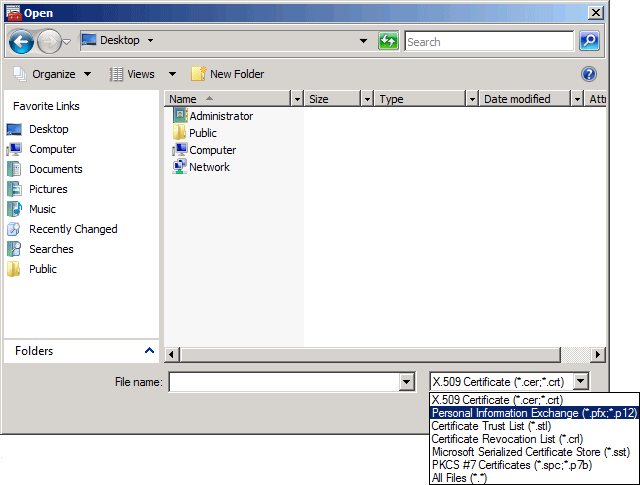 Open
Desktop
Search
Organize Views New Folder
Favorite Links
Desktop
Computer
Documents
Pictures
Music
Recently Changed
Searches
Public
Folders
Name Size Type Date modified Att
Administrator
Public
Computer
Network
File name:
X.509 Certificate (*.cer;*.crt)
X.509 Certificate (*.cer;*.crt)
Personal Information Exchange (*.pfx;*.p12)
Certificate Trust List (*.stl)
Certificate Revocation List (*.crl)
Microsoft Serialized Certificate Store (*.sst)
PKCS #7 Certificates (*.spc;*.p7b)
All Files (*.*)